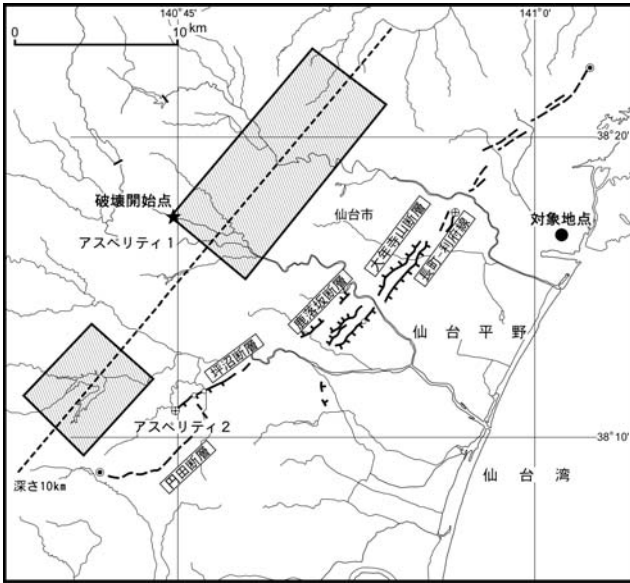 140°45'
141°0'
0
10 km
38°20'
破壊開始点
アスペリティ1
仙台市
対象地点
大年寺山断層
長町-利府線
鹿落坂断層
仙台平野
坪沼断層
アスペリティ2
38°10'
円田断層
深さ10km
仙台湾